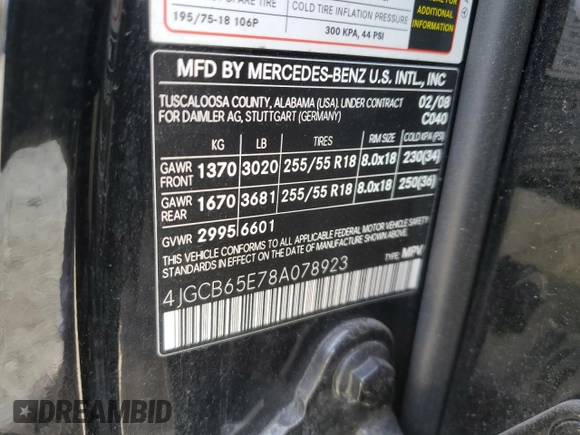 SPARE TIRE
195/75-18 106P
COLD TIRE INFLATION PRESSURE
300 KPA, 44 PSI
FOR
ADDITIONAL
INFORMATION
MFD BY MERCEDES-BENZ U.S. INTL., INC
TUSCALOOSA COUNTY, ALABAMA (USA). UNDER CONTRACT 02/08
FOR DAIMLER AG, STUTTGART (GERMANY) C040
KG LB TIRES RIM SIZE COLD KPA (PSI)
GAWR FRONT 1370 3020 255/55 R18 8.0x18 230(34)
GAWR REAR 1670 3681 255/55 R18 8.0x18 250(36)
GVWR 2995 6601
THIS VEHICLE CONFORMS TO ALL APPLICABLE FEDERAL MOTOR VEHICLE SAFETY
STANDARDS IN EFFECT ON THE DATE OF MANUFACTURE SHOWN ABOVE.
4JGCB65E78A078923 TYPE: MPV
DREAMBID